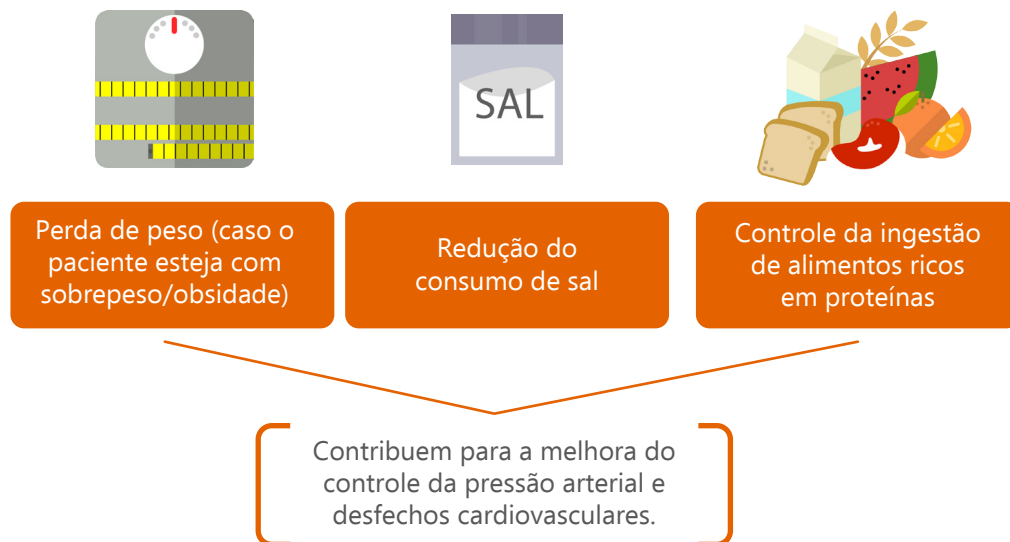 SAL
Perda de peso (caso o
paciente esteja com
sobrepeso/obsidade)
Redução do
consumo de sal
Controle da ingestão
de alimentos ricos
em proteínas
Contribuem para a melhora do
controle da pressão arterial e
desfechos cardiovasculares.